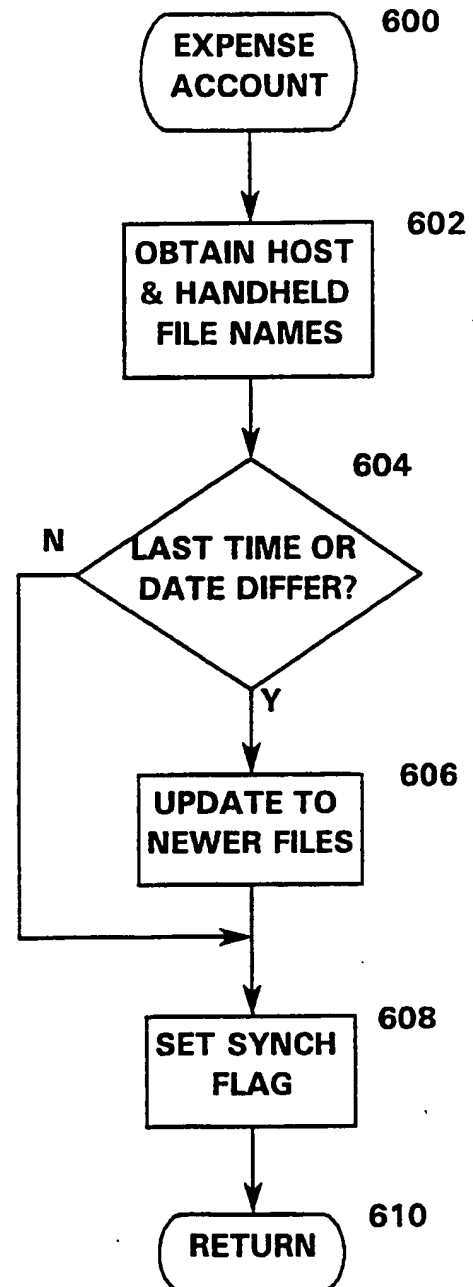 600
EXPENSE
ACCOUNT
602
OBTAIN HOST
& HANDHELD
FILE NAMES
604
N
LAST TIME OR
DATE DIFFER?
Y
606
UPDATE TO
NEWER FILES
608
SET SYNCH
FLAG
610
RETURN